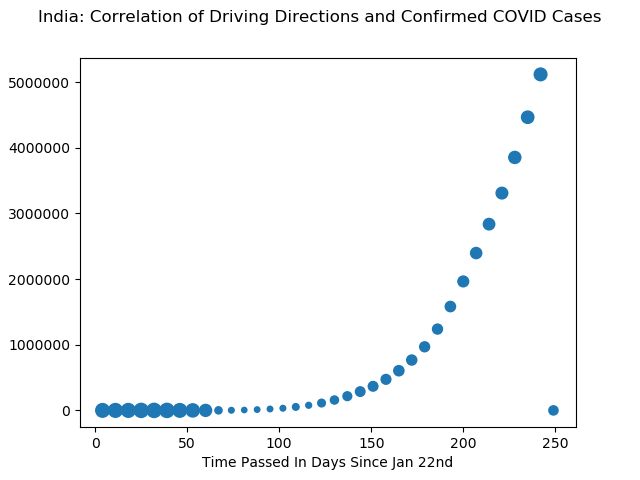 India: Correlation of Driving Directions and Confirmed COVID Cases
5000000
4000000
3000000
2000000
1000000
0
0 50 100 150 200 250
Time Passed In Days Since Jan 22nd